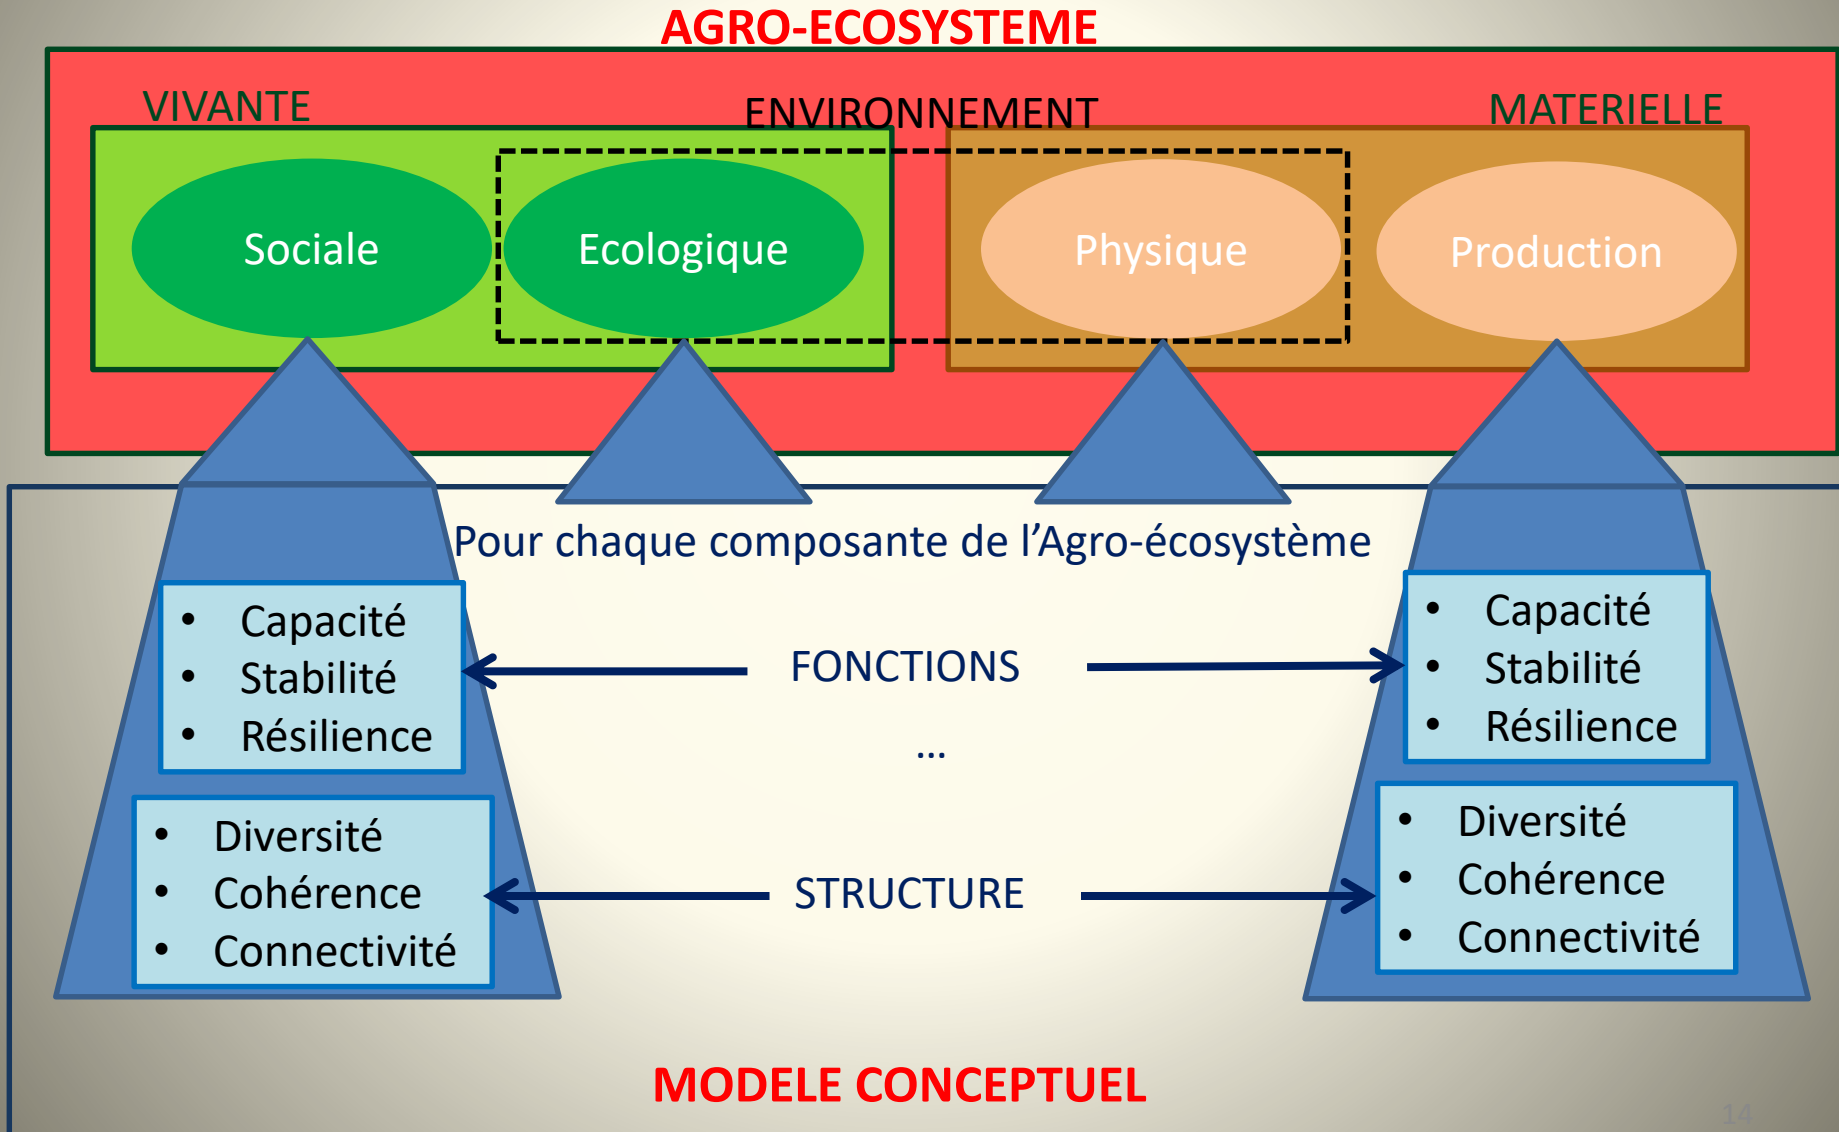 AGRO-ECOSYSTEME
VIVANTE
ENVIRONNEMENT
MATERIELLE
Sociale
Ecologique
Physique
Production
Pour chaque composante de l’Agro-écosystème
• Capacité
• Stabilité
• Résilience
FONCTIONS
• Capacité
• Stabilité
• Résilience
...
• Diversité
• Cohérence
• Connectivité
STRUCTURE
• Diversité
• Cohérence
• Connectivité
MODELE CONCEPTUEL
14